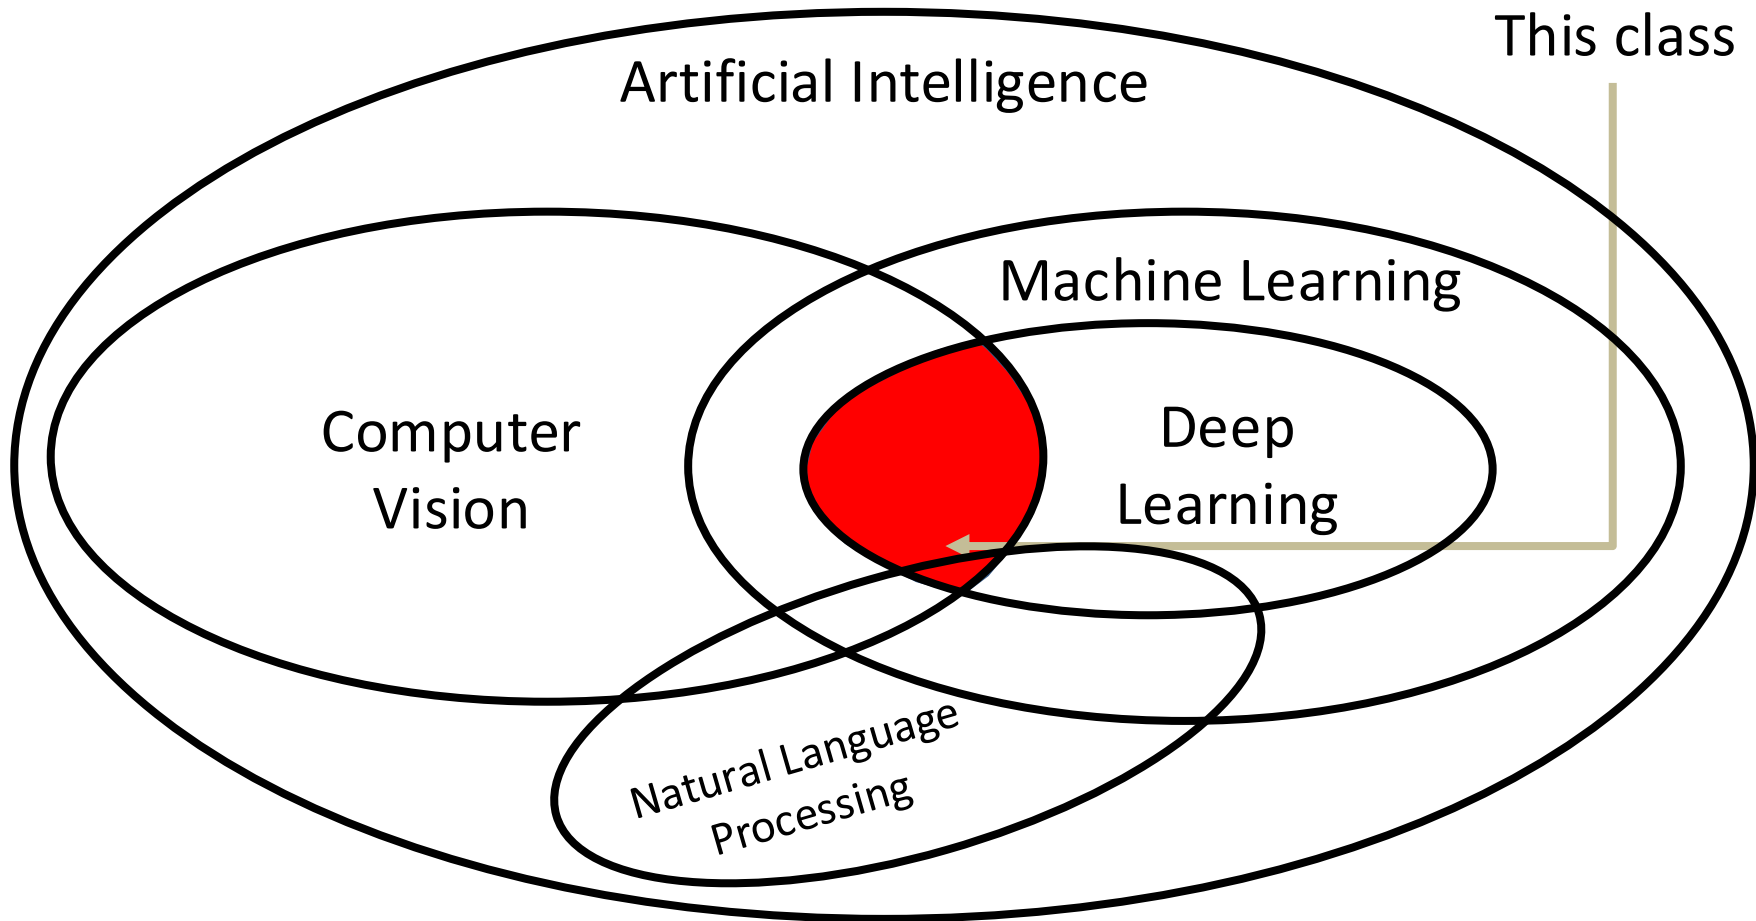 This class
Artificial Intelligence
Machine Learning
Computer
Vision
Deep
Learning
Natural Language
Processing